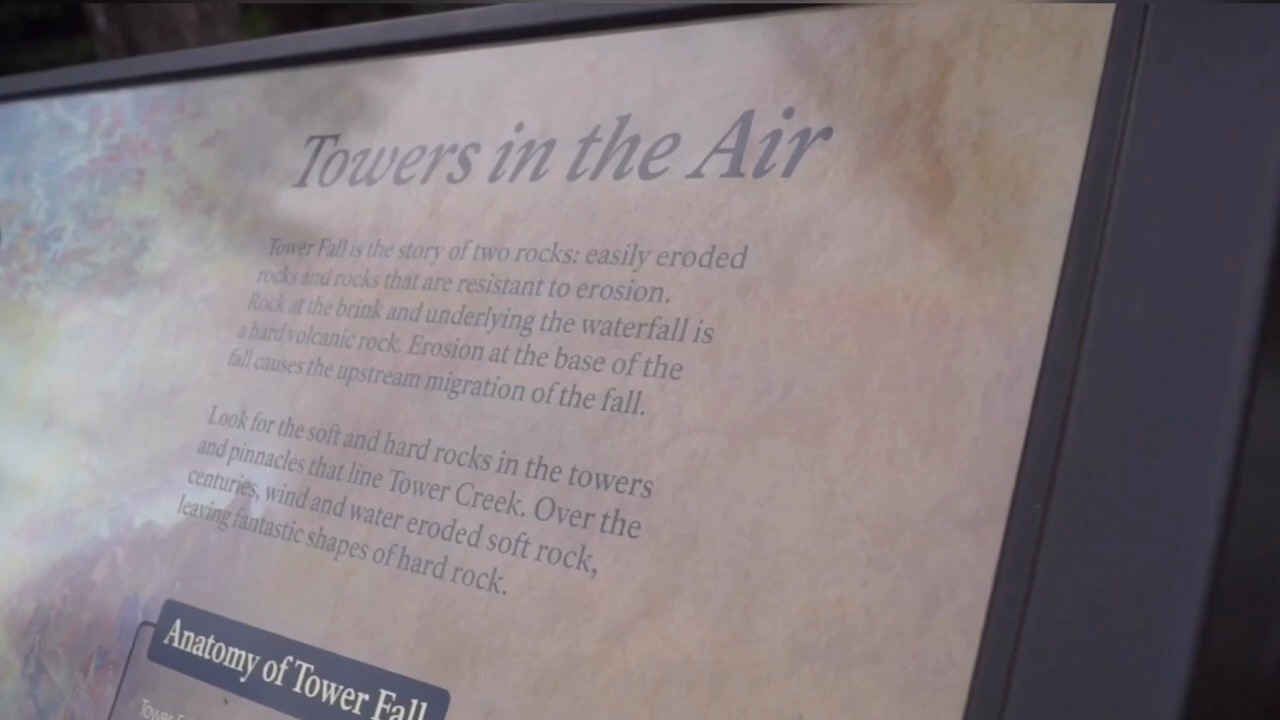 Towers in the Air
Tower Fall is the story of two rocks: easily eroded
rocks and rocks that are resistant to erosion.
Rock at the brink and underlying the waterfall is
a hard volcanic rock. Erosion at the base of the
fall causes the upstream migration of the fall.
Look for the soft and hard rocks in the towers
and pinnacles that line Tower Creek. Over the
centuries, wind and water eroded soft rock,
leaving fantastic shapes of hard rock.
Anatomy of Tower Fall
Tower